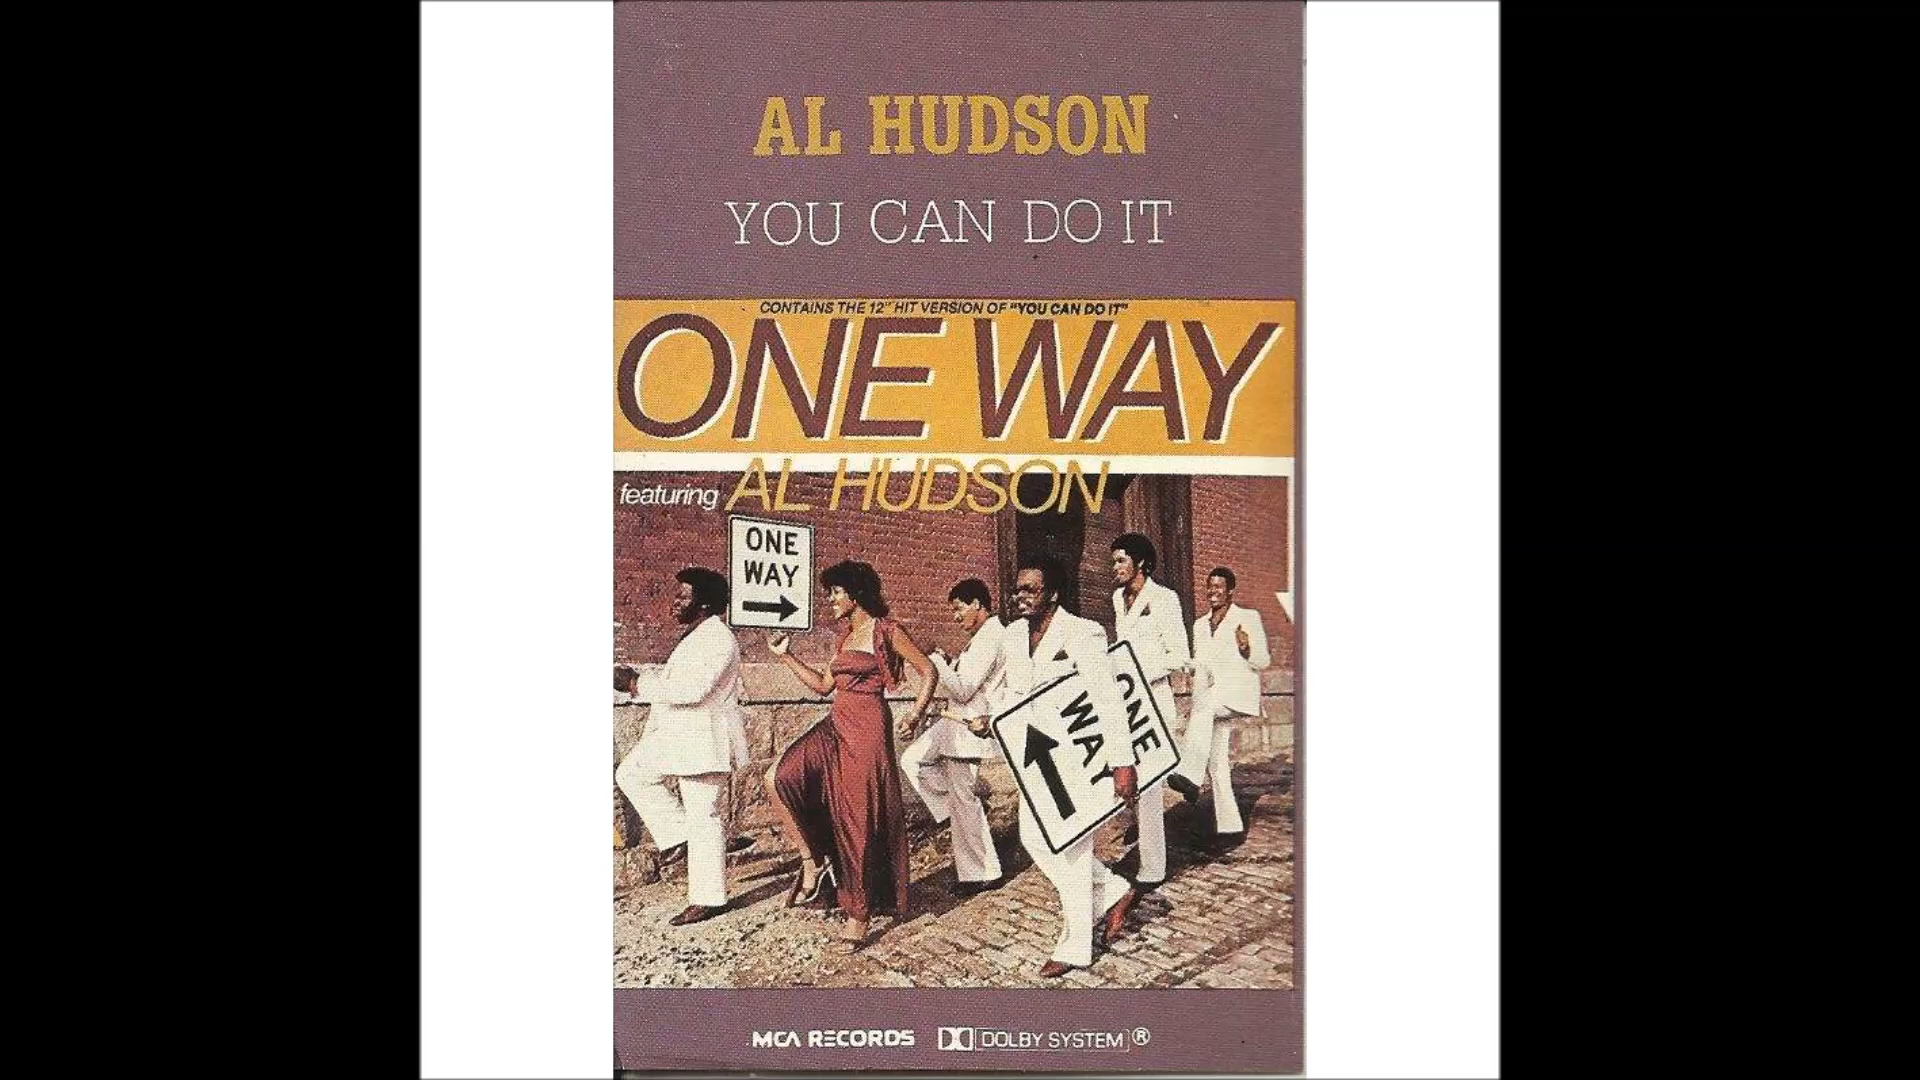 AL HUDSON
YOU CAN DO IT
CONTAINS THE 12" HIT VERSION OF "YOU CAN DO IT"
ONE WAY
featuring AL HUDSON
ONE
WAY
ONE
WAY
MCA RECORDS DOLBY SYSTEM ®